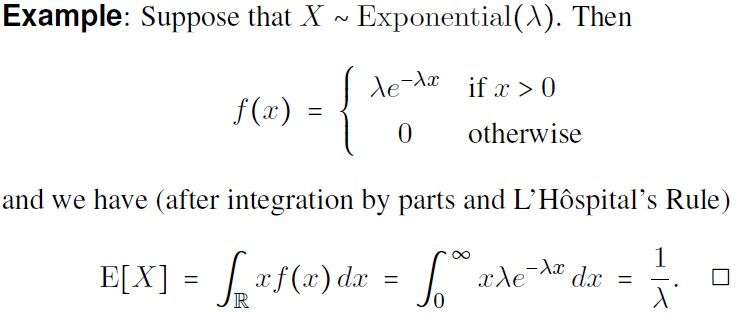 Example: Suppose that X ~ Exponential(λ). Then
f(x) = { λe^{−λx} if x > 0
0 otherwise
and we have (after integration by parts and L'Hôspital's Rule)
E[X] = ∫_ℝ xf(x) dx = ∫_0^∞ xλe^{−λx} dx = 1/λ. □